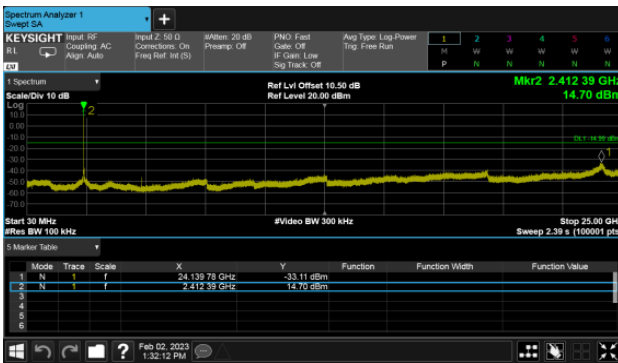 Spectrum Analyzer 1
Swept SA
+
KEYSIGHT Input: RF Input Z: 50 Ω #Atten: 20 dB PNO: Fast Avg Type: Log-Power 1 2 3 4 5 6
RL Coupling: AC Corrections: On Preamp: Off Gate: Off Trig: Free Run M W W W W W
Align: Auto Freq Ref: Int (S) IF Gain: Low
LXI Sig Track: Off P N N N N N
1 Spectrum Ref Lvl Offset 10.50 dB Mkr2 2.412 39 GHz
Scale/Div 10 dB Ref Level 20.00 dBm 14.70 dBm
Log
10.0 2
0.00
-10.0
-20.0
-30.0 1
-40.0
-50.0
-60.0
-70.0
Start 30 MHz #Video BW 300 kHz Stop 25.00 GH
#Res BW 100 kHz Sweep 2.39 s (100001 pts
5 Marker Table
Mode Trace Scale X Y Function Function Width Function Value
1 N 1 f 24.139 78 GHz -33.11 dBm
2 N 1 f 2.412 39 GHz 14.70 dBm
3
4
5
6
? Feb 02, 2023
1:32:12 PM